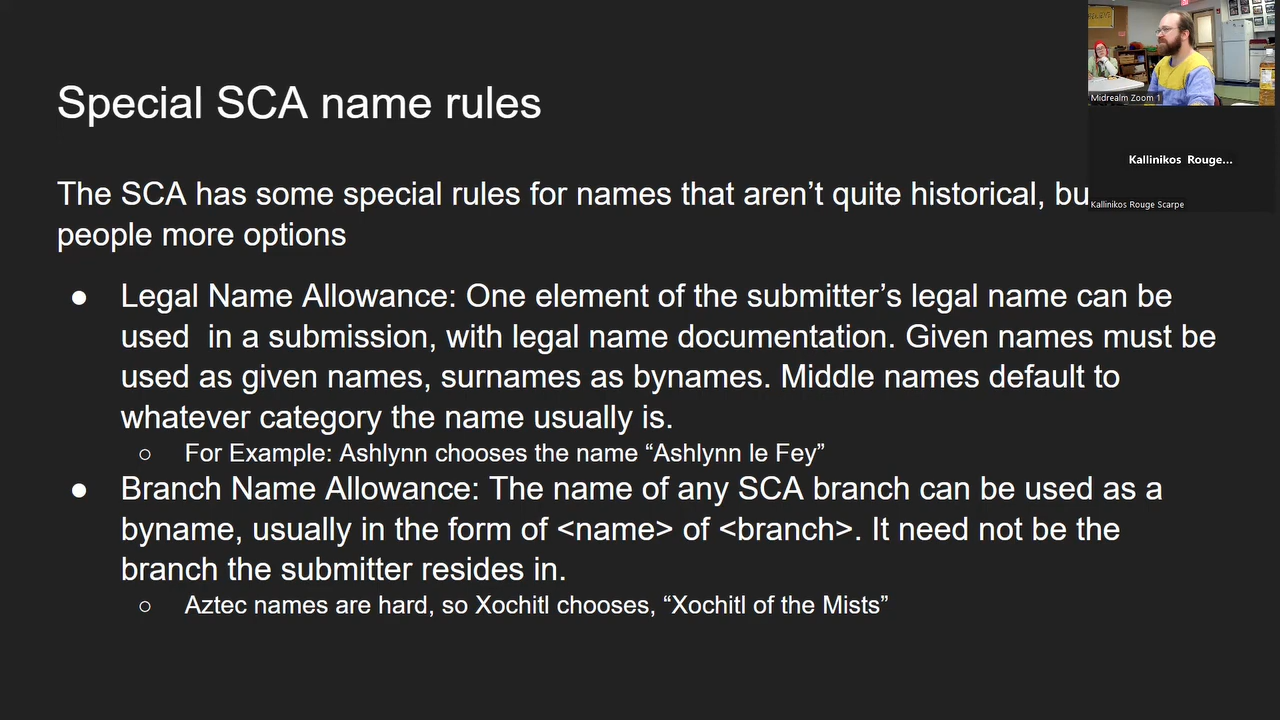 Special SCA name rules
The SCA has some special rules for names that aren’t quite historical, bu
people more options
● Legal Name Allowance: One element of the submitter’s legal name can be
used  in a submission, with legal name documentation. Given names must be
used as given names, surnames as bynames. Middle names default to
whatever category the name usually is.
○ For Example: Ashlynn chooses the name “Ashlynn le Fey”
● Branch Name Allowance: The name of any SCA branch can be used as a
byname, usually in the form of <name> of <branch>. It need not be the
branch the submitter resides in.
○ Aztec names are hard, so Xochitl chooses, “Xochitl of the Mists”
Midrealm Zoom 1
Kallinikos Rouge...
Kallinikos Rouge Scarpe